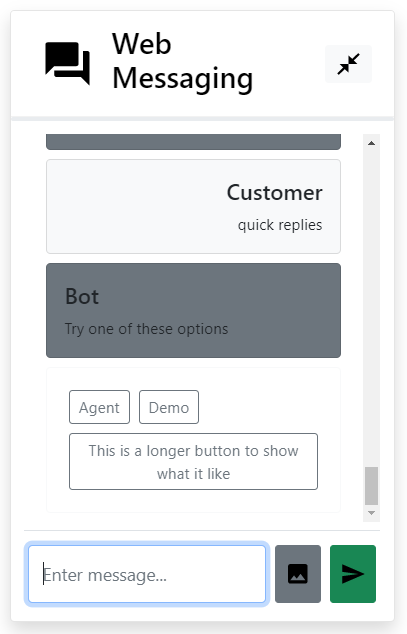 Web
Messaging
Customer
quick replies
Bot
Try one of these options
Agent
Demo
This is a longer button to show
what it like
Enter message...